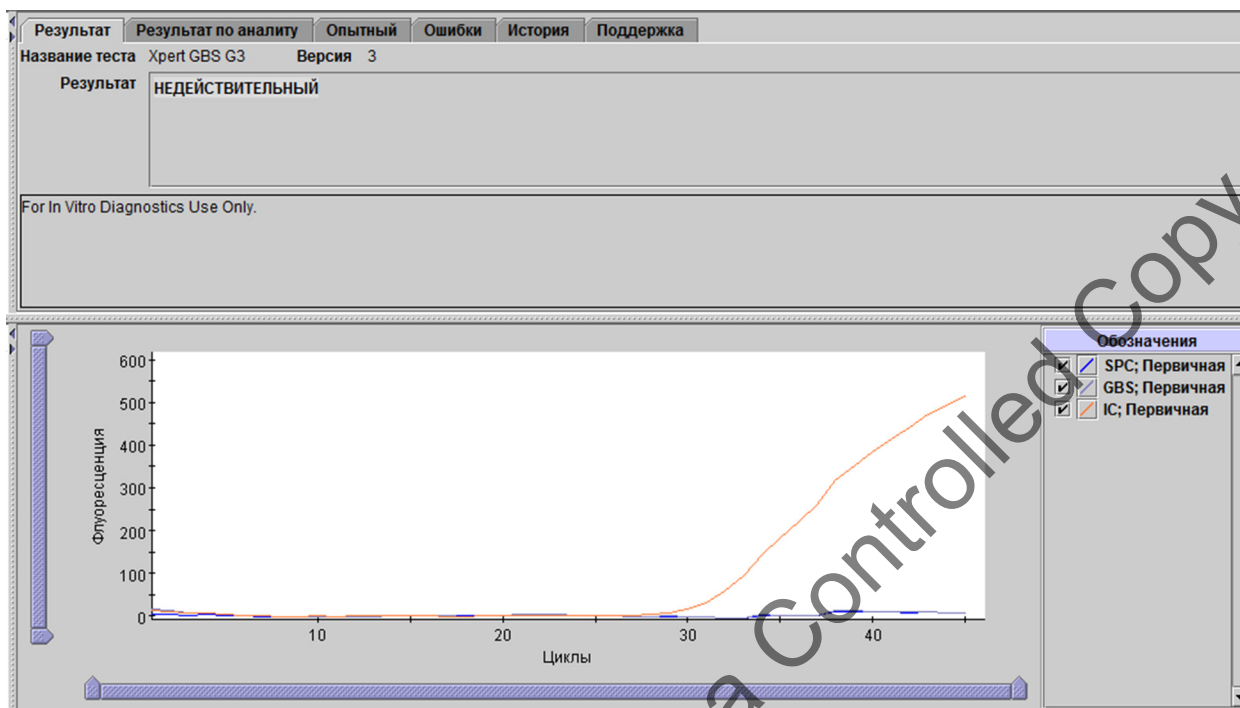 Результат Результат по аналиту Опытный Ошибки История Поддержка
Название теста Xpert GBS G3 Версия 3
Результат НЕДЕЙСТВИТЕЛЬНЫЙ
For In Vitro Diagnostics Use Only.
Обозначения
SPC; Первичная
GBS; Первичная
IC; Первичная
600
500
400
300
200
100
0
Флуоресценция
10 20 30 40
Циклы
a Controlled Copy